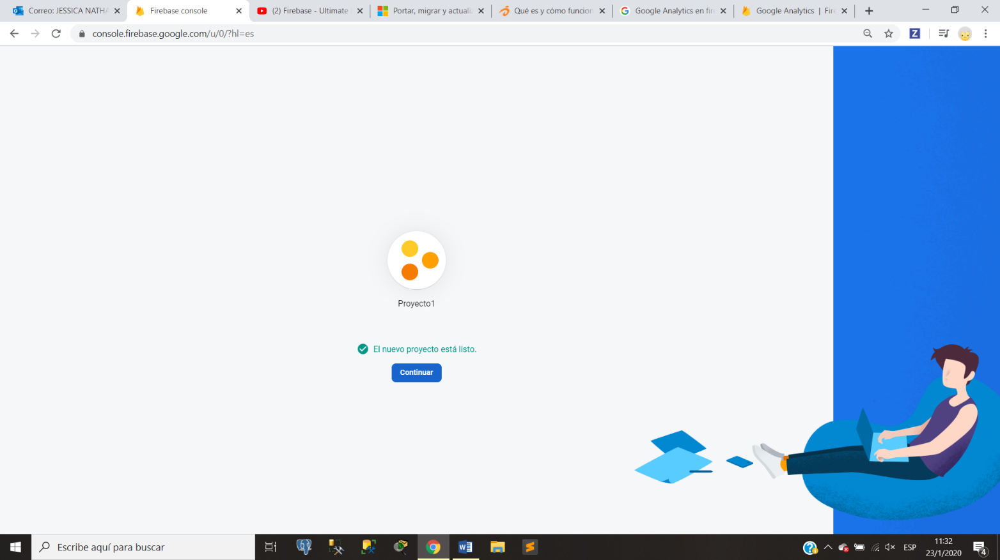 Correo: JESSICA NATHA
Firebase console
(2) Firebase - Ultimate
Portar, migrar y actuali
Qué es y cómo funcion
Google Analytics en fir
Google Analytics | Fire
console.firebase.google.com/u/0/?hl=es
Z
Proyecto1
El nuevo proyecto está listo.
Continuar
Escribe aquí para buscar
ESP
11:32
23/1/2020
4